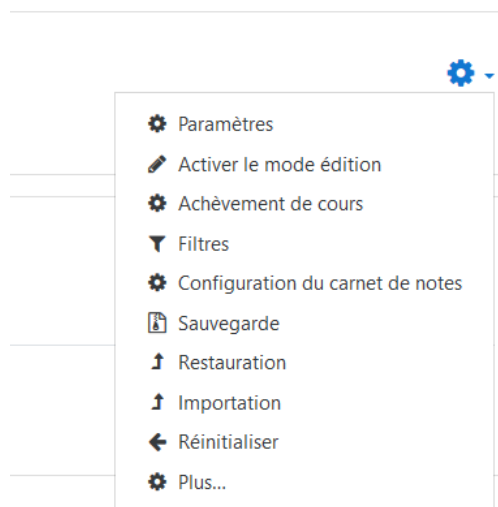 Paramètres
Activer le mode édition
Achèvement de cours
Filtres
Configuration du carnet de notes
Sauvegarde
Restauration
Importation
Réinitialiser
Plus...